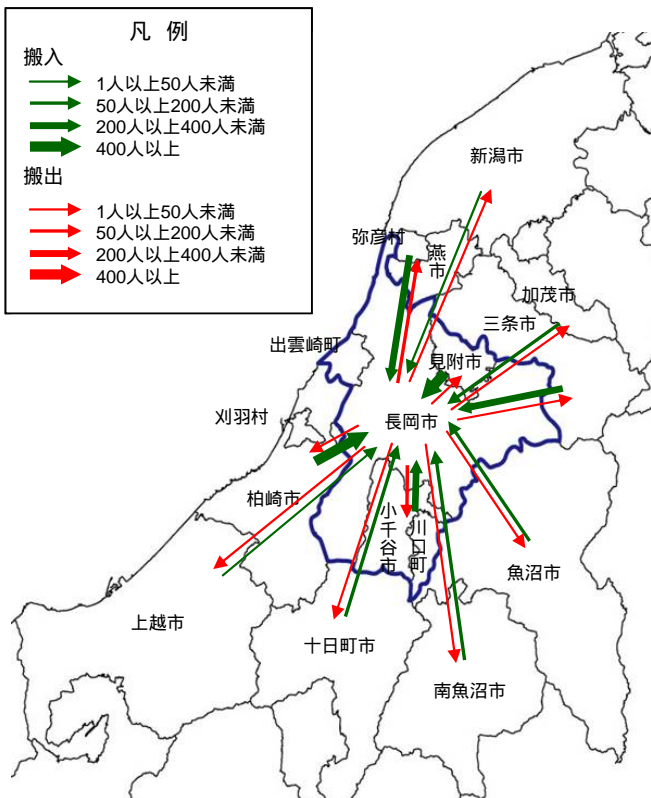 凡 例
搬入
1人以上50人未満
50人以上200人未満
200人以上400人未満
400人以上
搬出
1人以上50人未満
50人以上200人未満
200人以上400人未満
400人以上
新潟市
弥彦村
燕市
加茂市
三条市
出雲崎町
見附市
長岡市
刈羽村
柏崎市
小千谷市
川口町
魚沼市
上越市
十日町市
南魚沼市